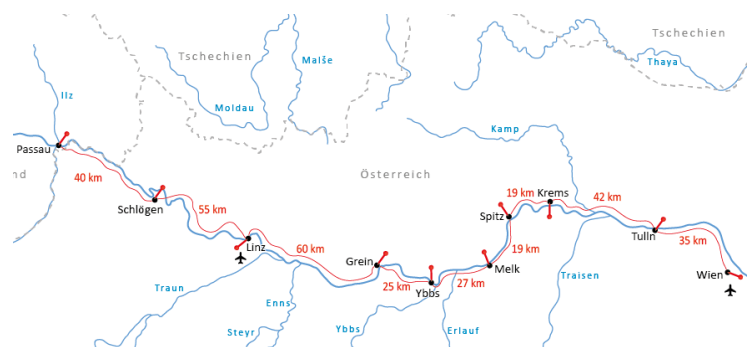 Tschechien
Tschechien
Malše
Thaya
Ilz
Moldau
Kamp
Passau
nd
40 km
Österreich
Schlögen
55 km
19 km
Krems
42 km
Spitz
Linz
60 km
Grein
19 km
Tulln
35 km
Melk
Wien
Traun
25 km
Ybbs
27 km
Traisen
Enns
Steyr
Ybbs
Erlauf